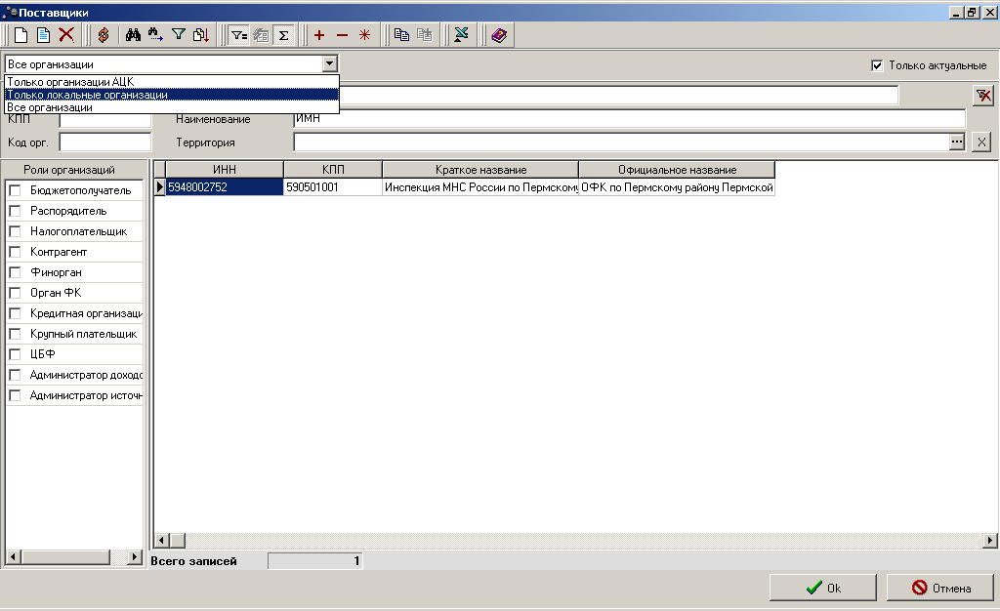 Поставщики
Все организации
Только актуальные
Только организации АЦК
Только локальные организации
Все организации
КПП
Наименование
ИМН
Код орг.
Территория
Роли организаций
Бюджетополучатель
Распорядитель
Налогоплательщик
Контрагент
Финорган
Орган ФК
Кредитная организаци
Крупный плательщик
ЦБФ
Администратор доходо
Администратор источн
ИНН КПП Краткое название Официальное название
5948002752 590501001 Инспекция МНС России по Пермскому ОФК по Пермскому району Пермской
Всего записей 1
Ok Отмена